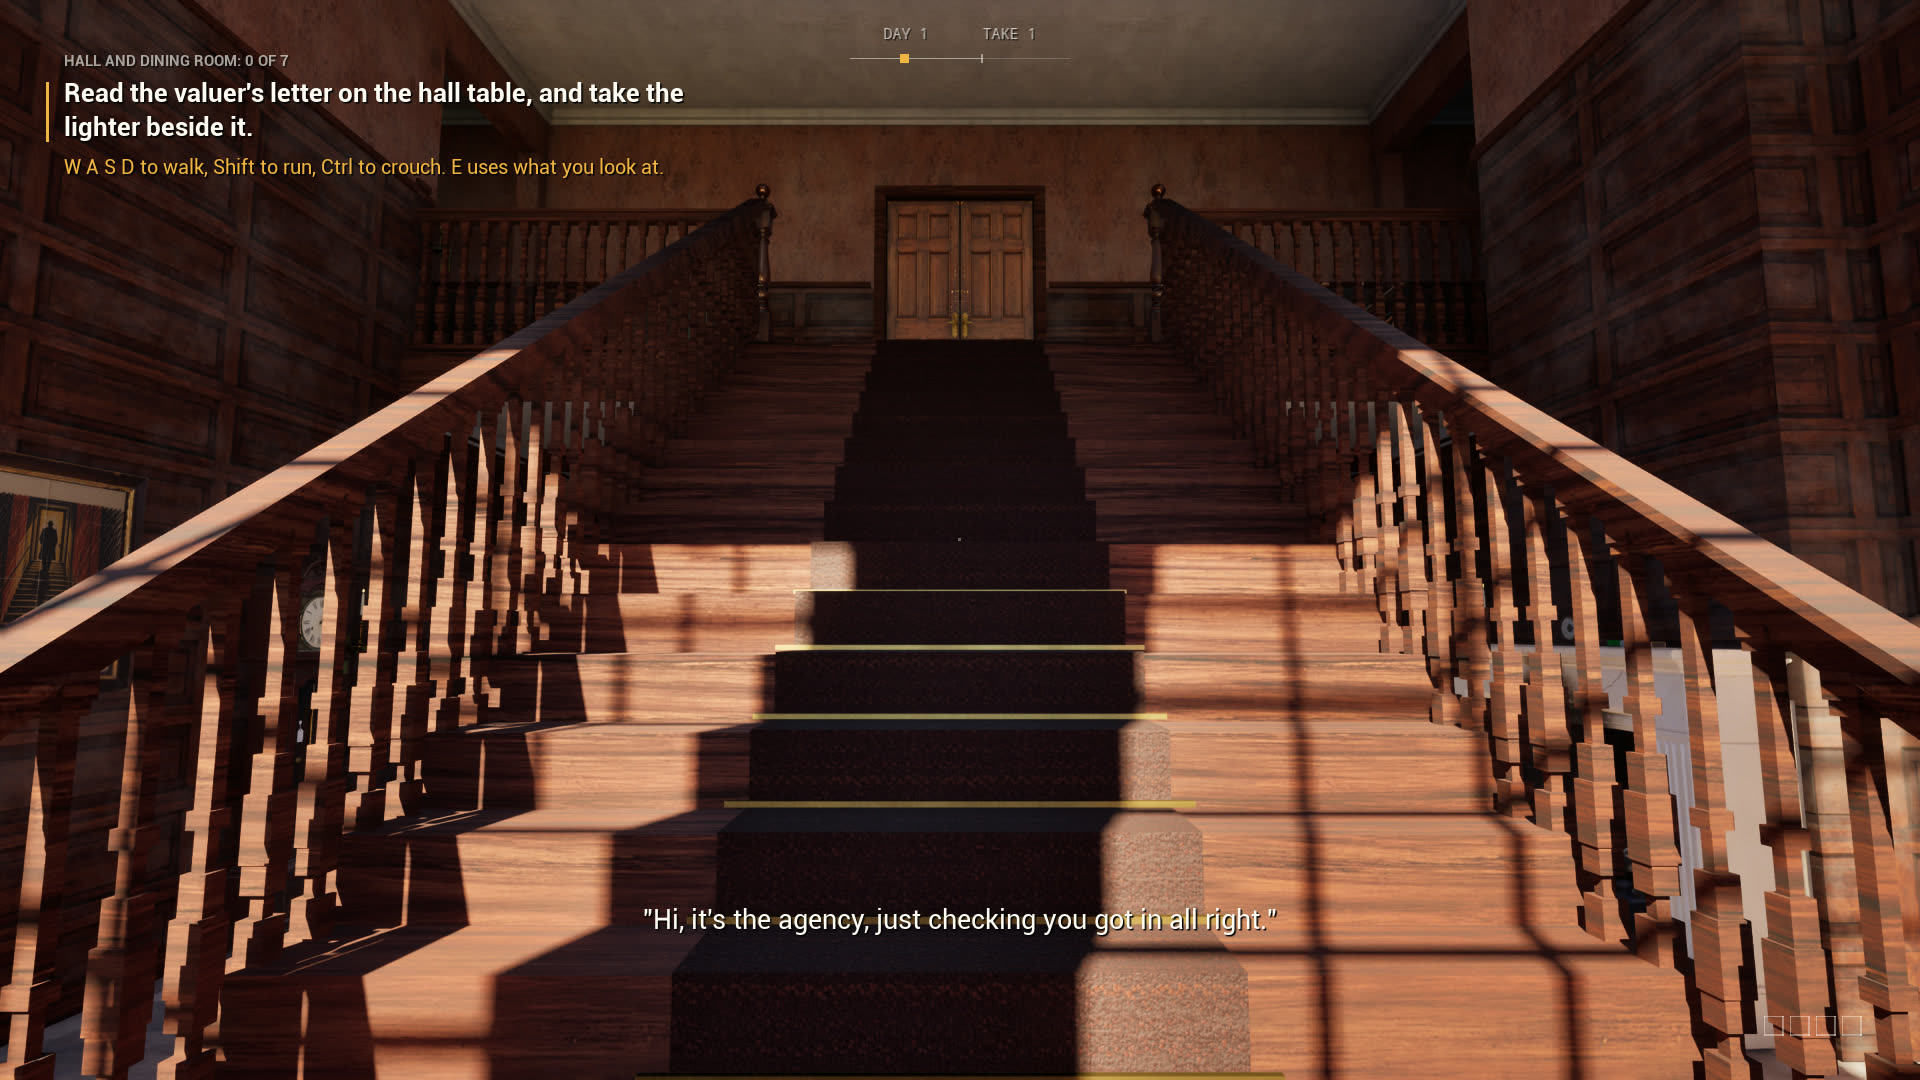 DAY 1 TAKE 1
HALL AND DINING ROOM: 0 OF 7
Read the valuer's letter on the hall table, and take the
lighter beside it.
W A S D to walk, Shift to run, Ctrl to crouch. E uses what you look at.
"Hi, it's the agency, just checking you got in all right."